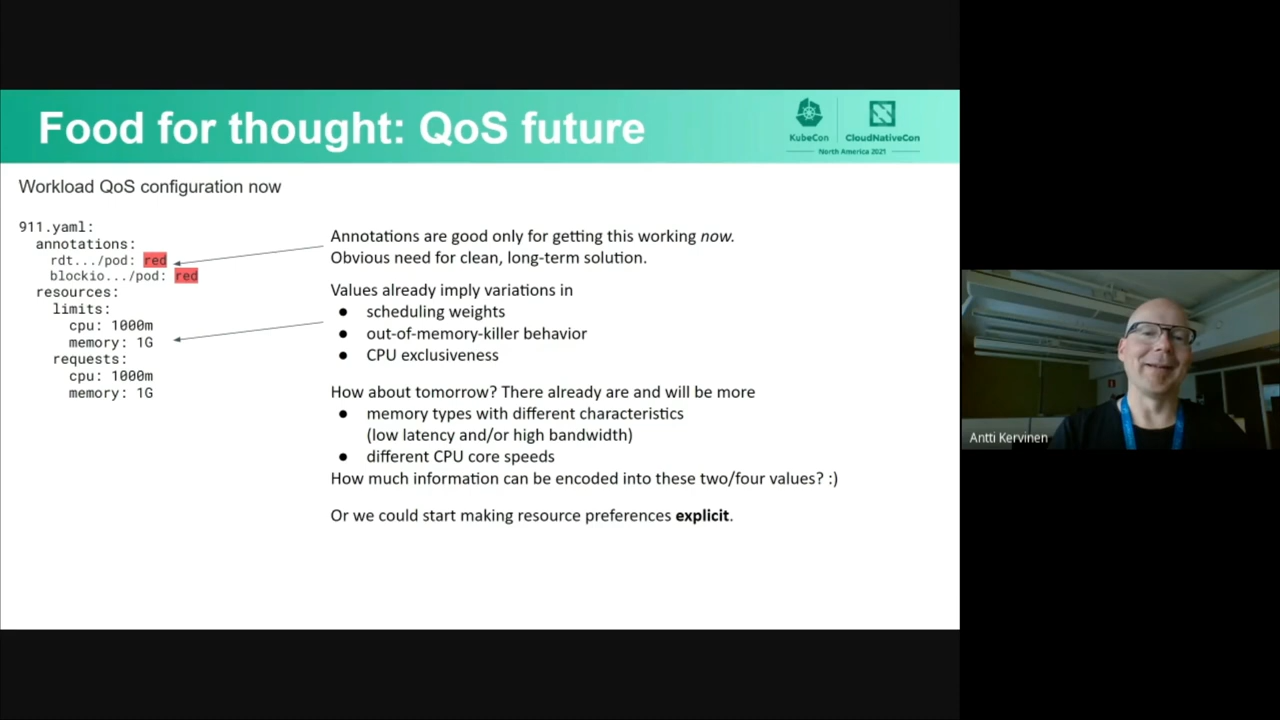 Food for thought: QoS future
KubeCon
CloudNativeCon
North America 2021
Workload QoS configuration now
911.yaml:
annotations:
rdt.../pod: red
blockio.../pod: red
resources:
limits:
cpu: 1000m
memory: 1G
requests:
cpu: 1000m
memory: 1G
Annotations are good only for getting this working now.
Obvious need for clean, long-term solution.
Values already imply variations in
● scheduling weights
● out-of-memory-killer behavior
● CPU exclusiveness
How about tomorrow? There already are and will be more
● memory types with different characteristics
(low latency and/or high bandwidth)
● different CPU core speeds
How much information can be encoded into these two/four values? :)
Or we could start making resource preferences explicit.
Antti Kervinen